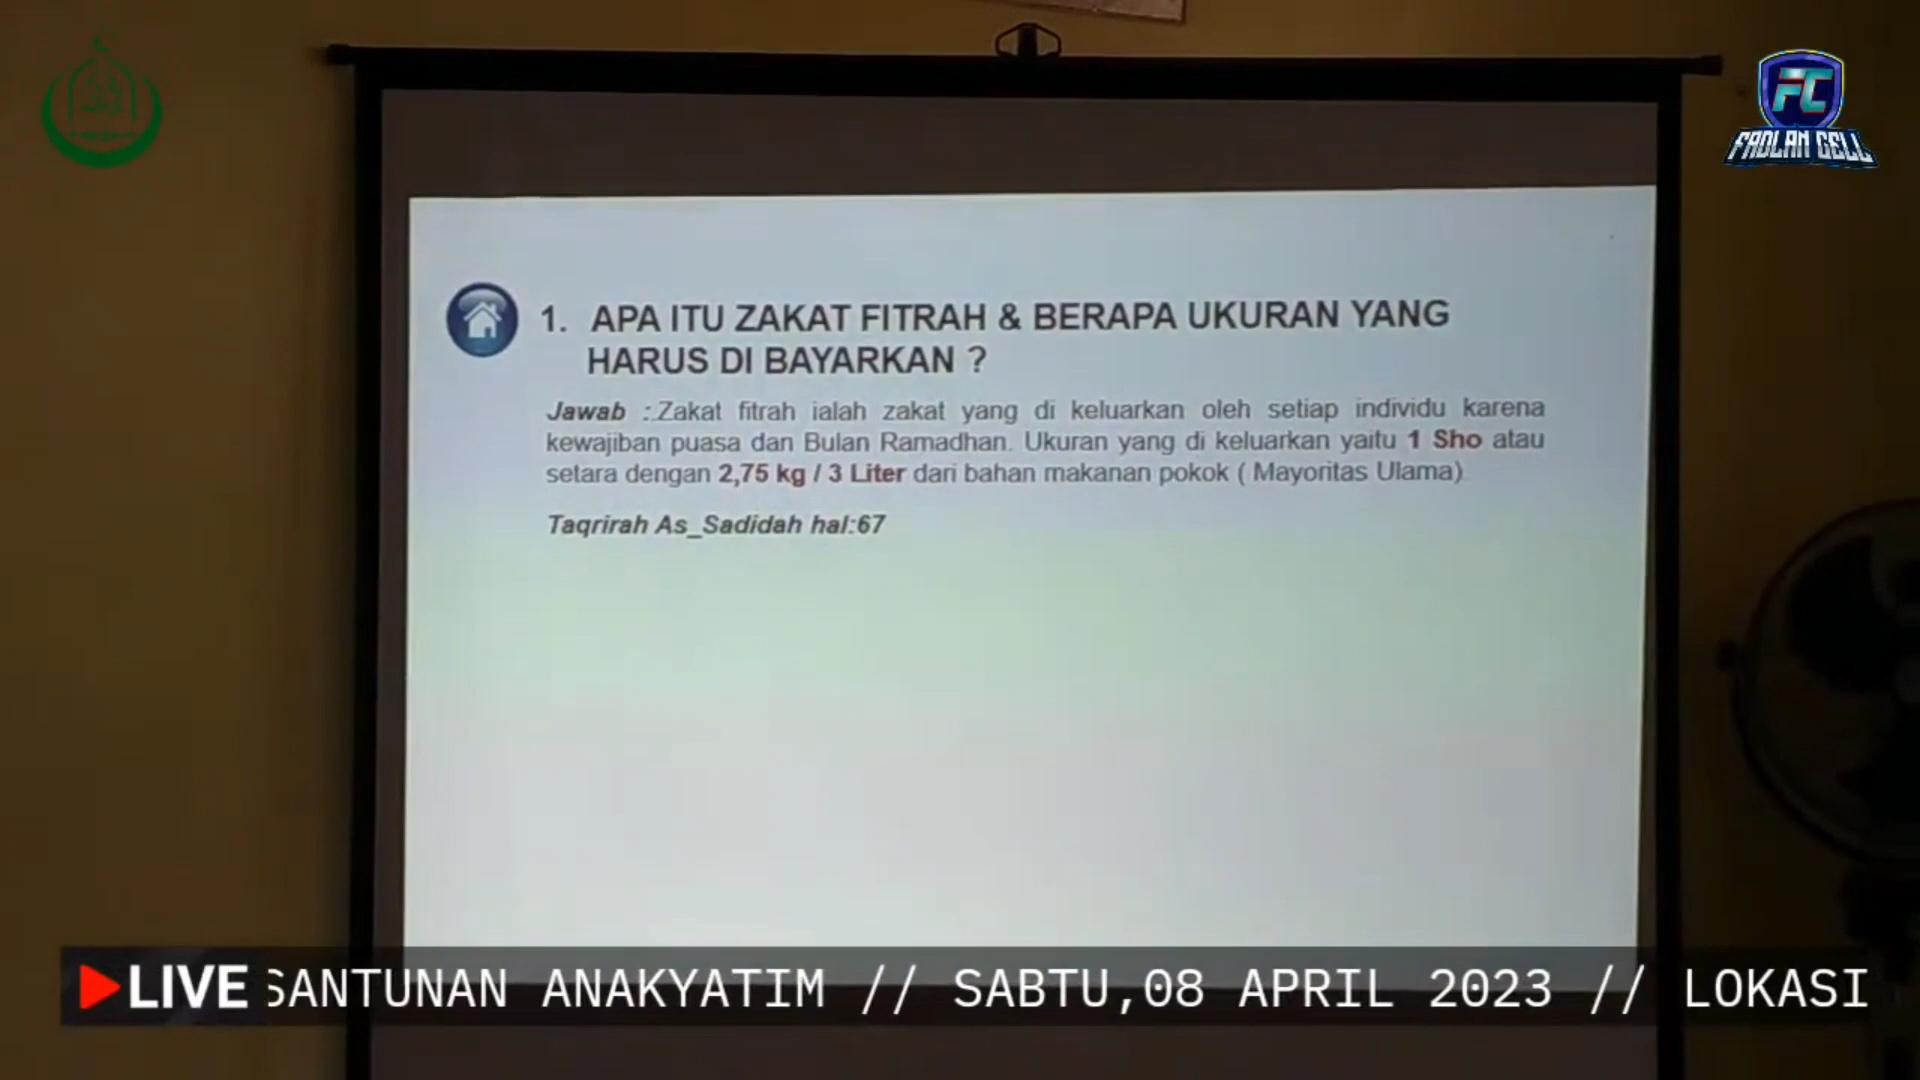 FC
FADLAN CELL
1. APA ITU ZAKAT FITRAH & BERAPA UKURAN YANG
HARUS DI BAYARKAN ?
Jawab : Zakat fitrah ialah zakat yang di keluarkan oleh setiap individu karena
kewajiban puasa dan Bulan Ramadhan. Ukuran yang di keluarkan yaitu 1 Sho atau
setara dengan 2,75 kg / 3 Liter dari bahan makanan pokok ( Mayoritas Ulama)
Taqrirah As_Sadidah hal:67
LIVE SANTUNAN ANAKYATIM // SABTU,08 APRIL 2023 // LOKASI